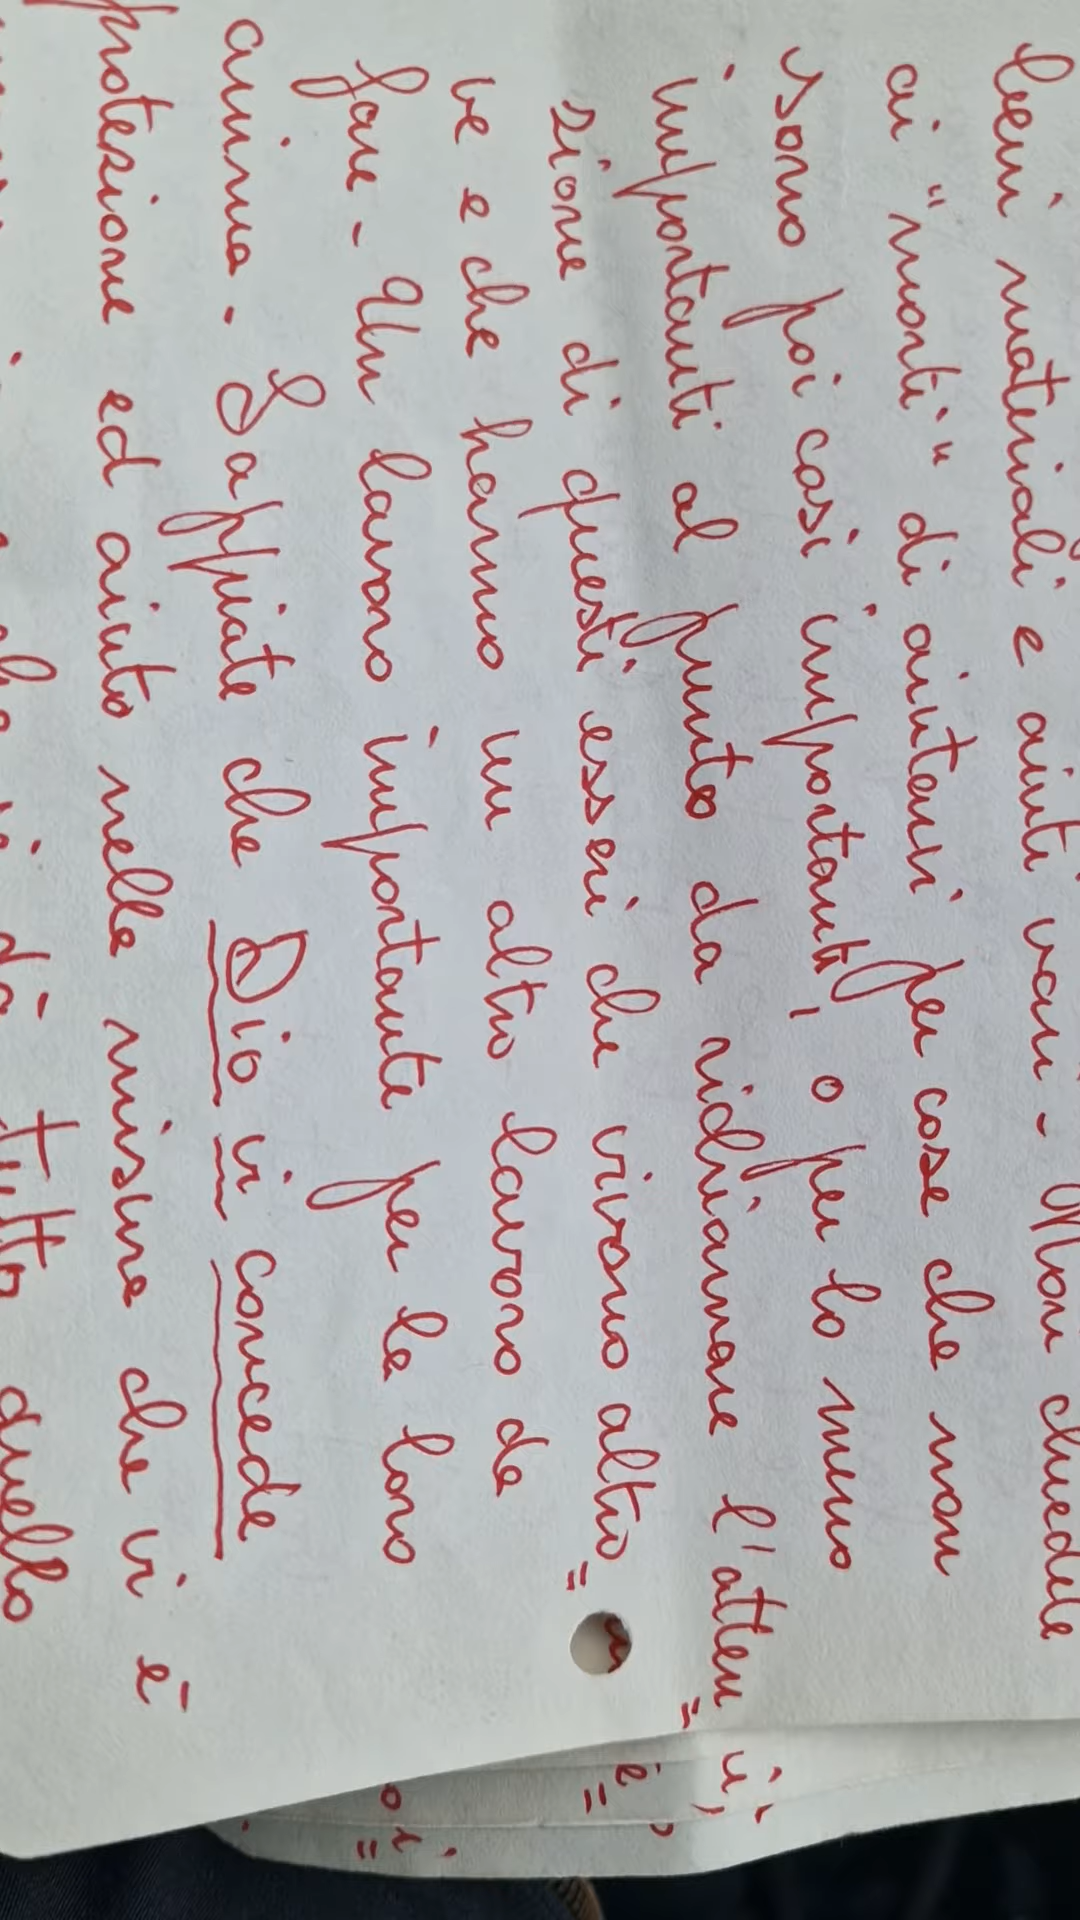 beni materiali e aiuti vari - Non chiedete
ai "morti" di aiutarvi per cose che non
sono poi così importanti, o per lo meno
importanti al punto da richiamare l'atten=
zione di questi esseri che vivono altro=
ve e che hanno un altro lavoro da
fare - Un lavoro importante per la loro
anima. Sappiate che Dio vi concede
protezione ed aiuto nella misura che vi è
tutto quello